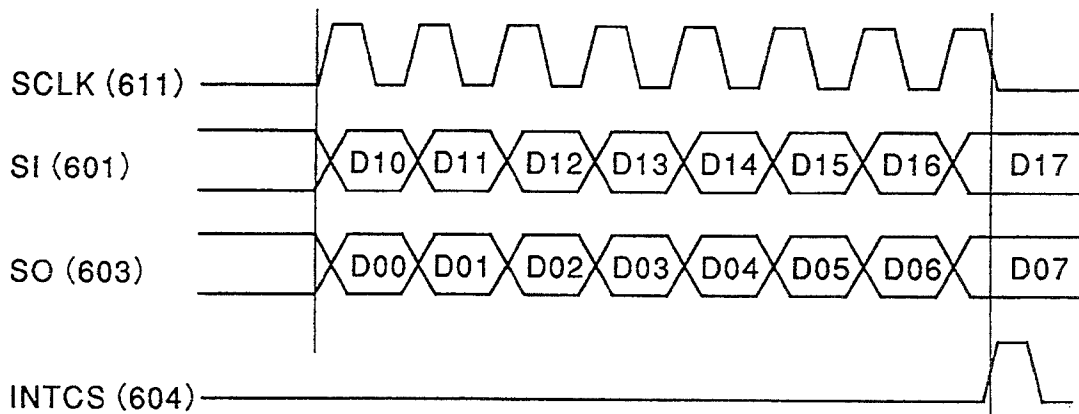 SCLK (611)
SI (601) D10 D11 D12 D13 D14 D15 D16 D17
SO (603) D00 D01 D02 D03 D04 D05 D06 D07
INTCS (604)